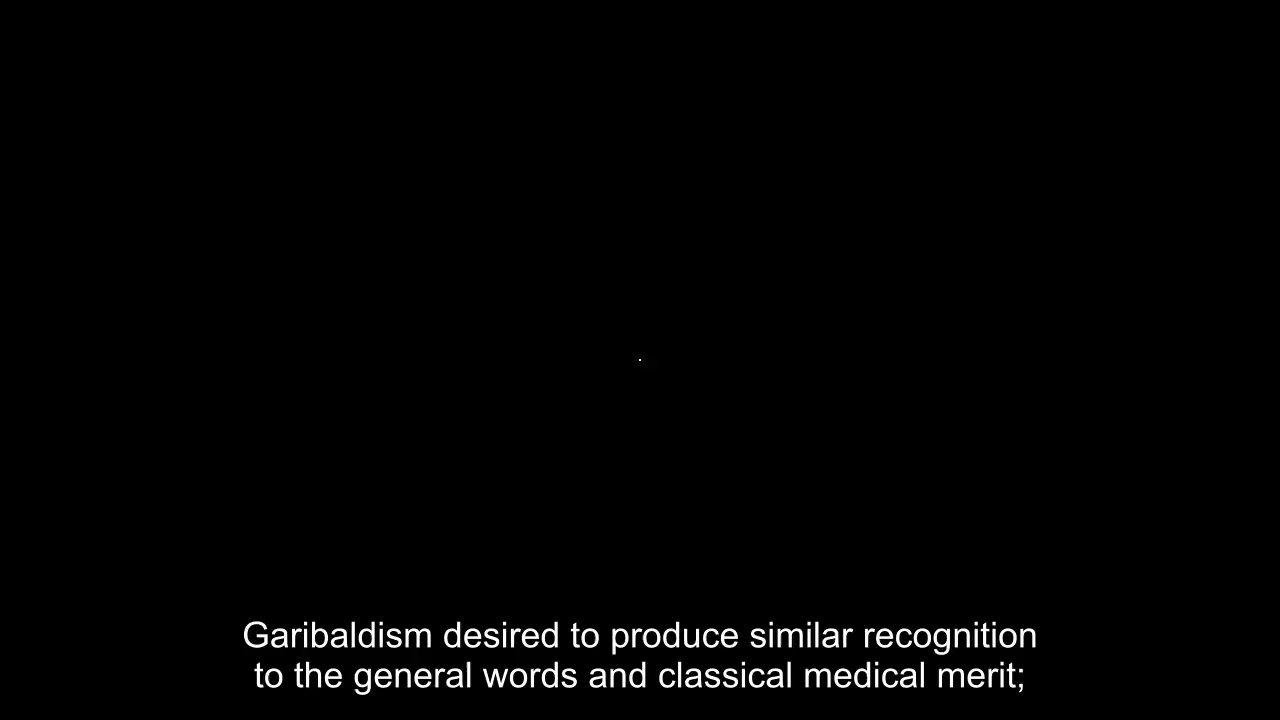 Garibaldism desired to produce similar recognition
to the general words and classical medical merit;